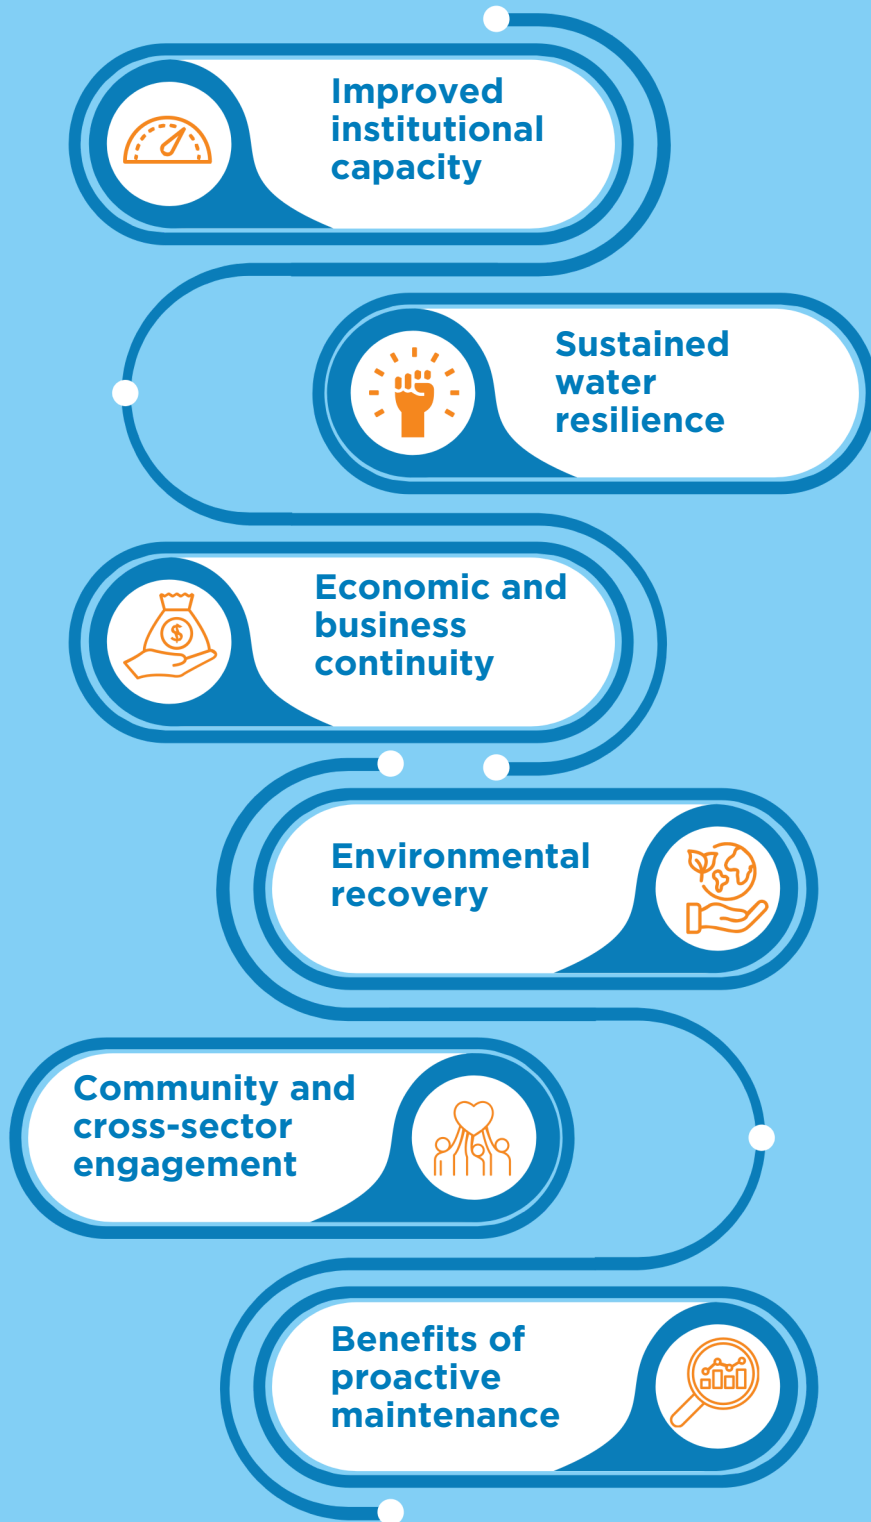 Improved
institutional
capacity
Sustained
water
resilience
Economic and
business
continuity
$
Environmental
recovery
Community and
cross-sector
engagement
Benefits of
proactive
maintenance